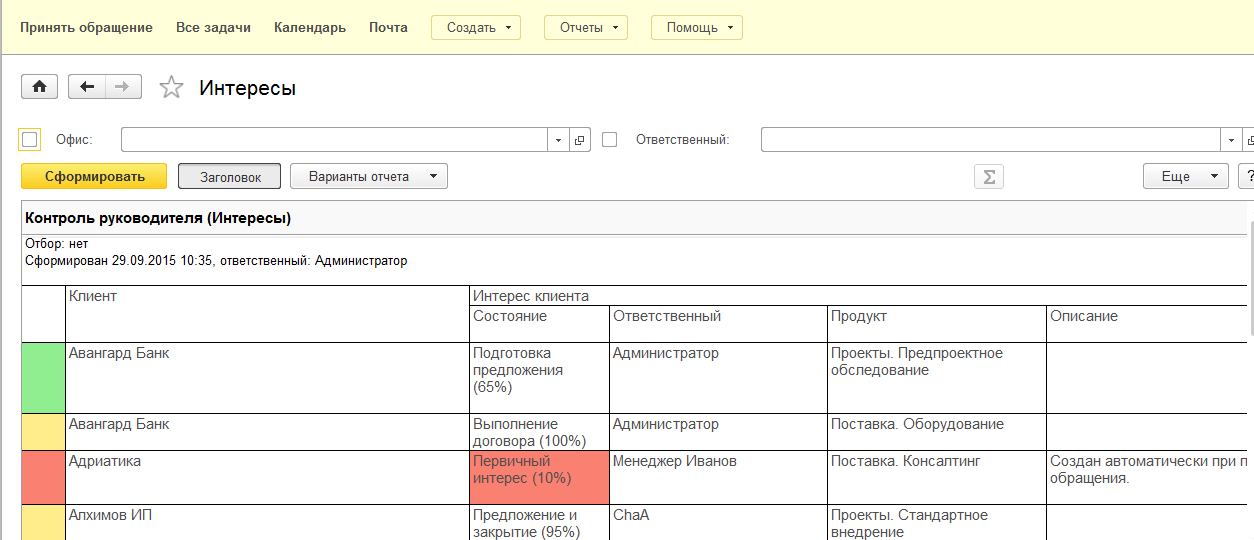 Принять обращение Все задачи Календарь Почта Создать Отчеты Помощь
Интересы
Офис: Ответственный:
Сформировать Заголовок Варианты отчета Σ Еще ?
Контроль руководителя (Интересы)
Отбор: нет
Сформирован 29.09.2015 10:35, ответственный: Администратор
Клиент Интерес клиента
Состояние Ответственный Продукт Описание
Авангард Банк Подготовка Администратор Проекты. Предпроектное
предложения обследование
(65%)
Авангард Банк Выполнение Администратор Поставка. Оборудование
договора (100%)
Адриатика Первичный Менеджер Иванов Поставка. Консалтинг Создан автоматически при п
интерес (10%) обращения.
Алхимов ИП Предложение и ChaA Проекты. Стандартное
закрытие (95%) внедрение